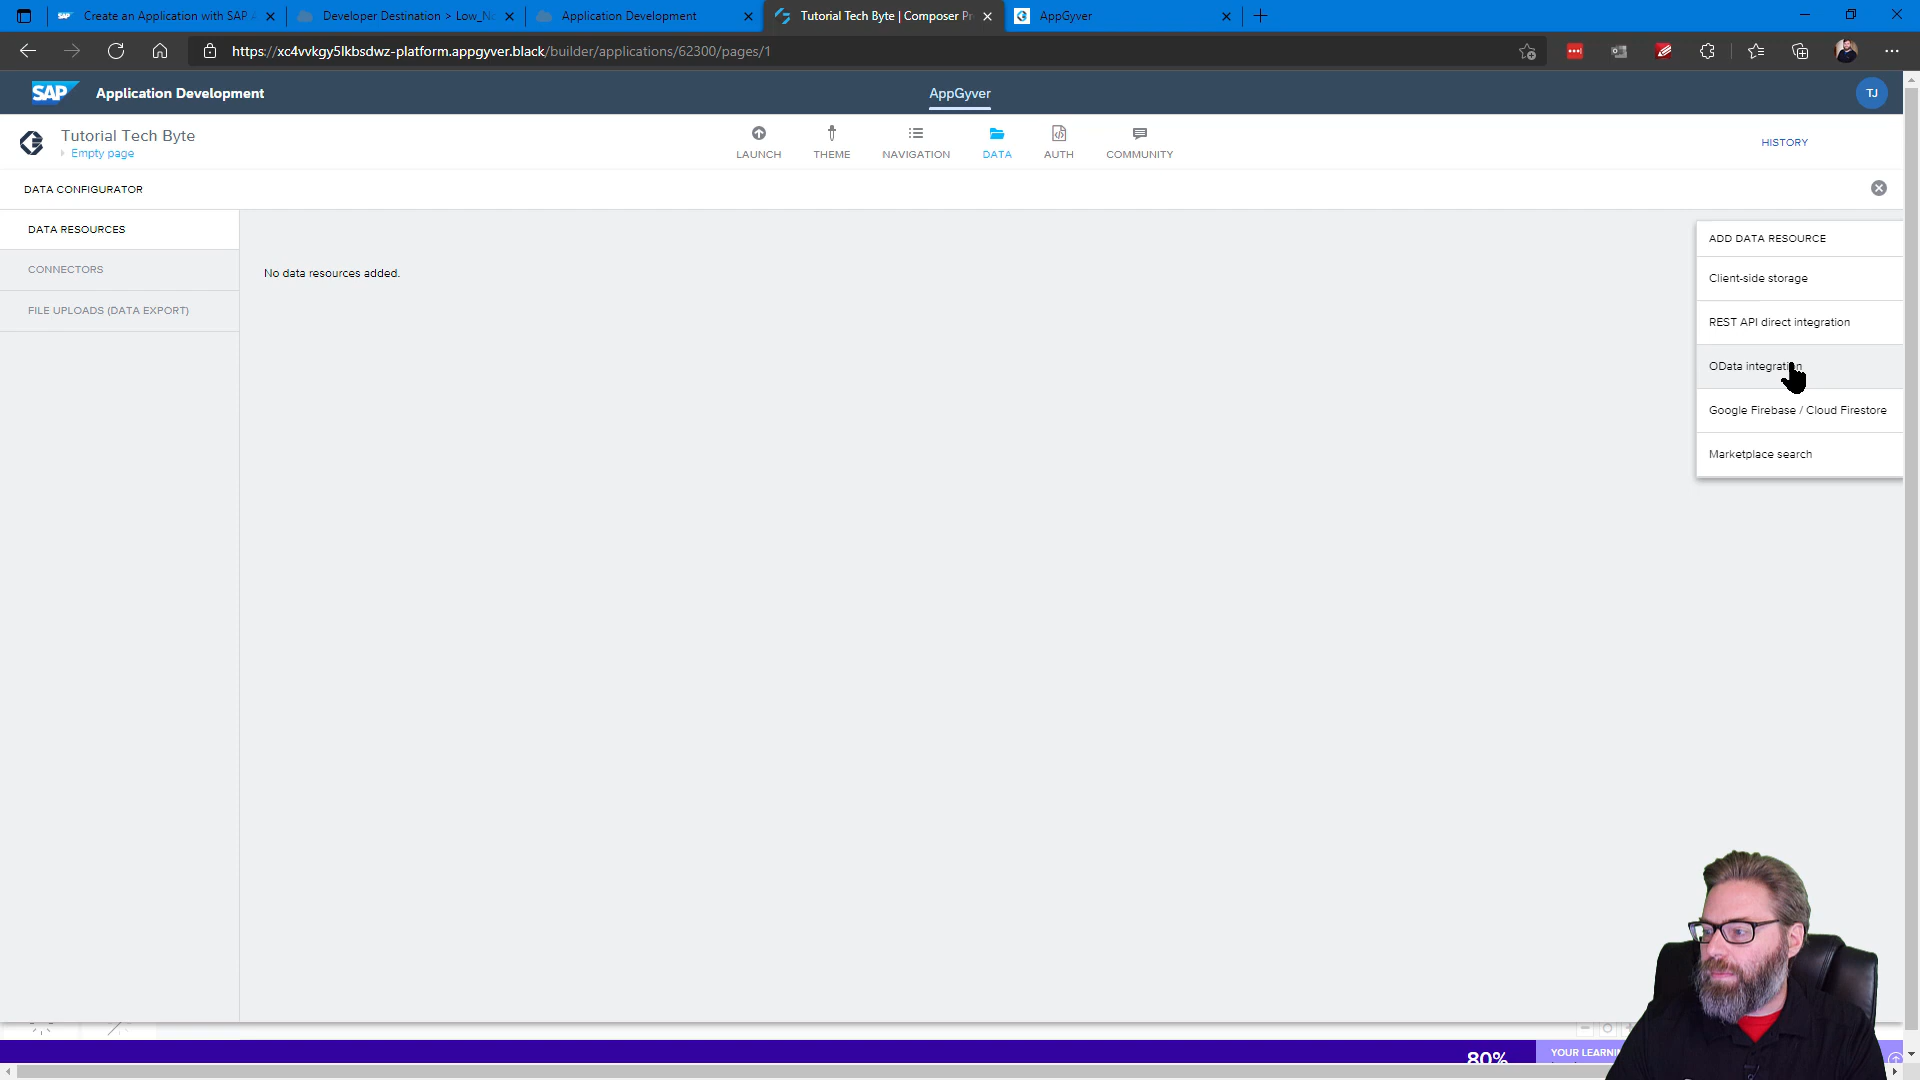 Create an Application with SAP
Developer Destination > Low_N
Application Development
Tutorial Tech Byte | Composer P
AppGyver
https://xc4vvkgy5lkbsdwz-platform.appgyver.black/builder/applications/62300/pages/1
SAP
Application Development
AppGyver
TJ
Tutorial Tech Byte
Empty page
LAUNCH
THEME
NAVIGATION
DATA
AUTH
COMMUNITY
HISTORY
DATA CONFIGURATOR
DATA RESOURCES
CONNECTORS
FILE UPLOADS (DATA EXPORT)
No data resources added.
ADD DATA RESOURCE
Client-side storage
REST API direct integration
OData integration
Google Firebase / Cloud Firestore
Marketplace search
80%
YOUR LEARNI